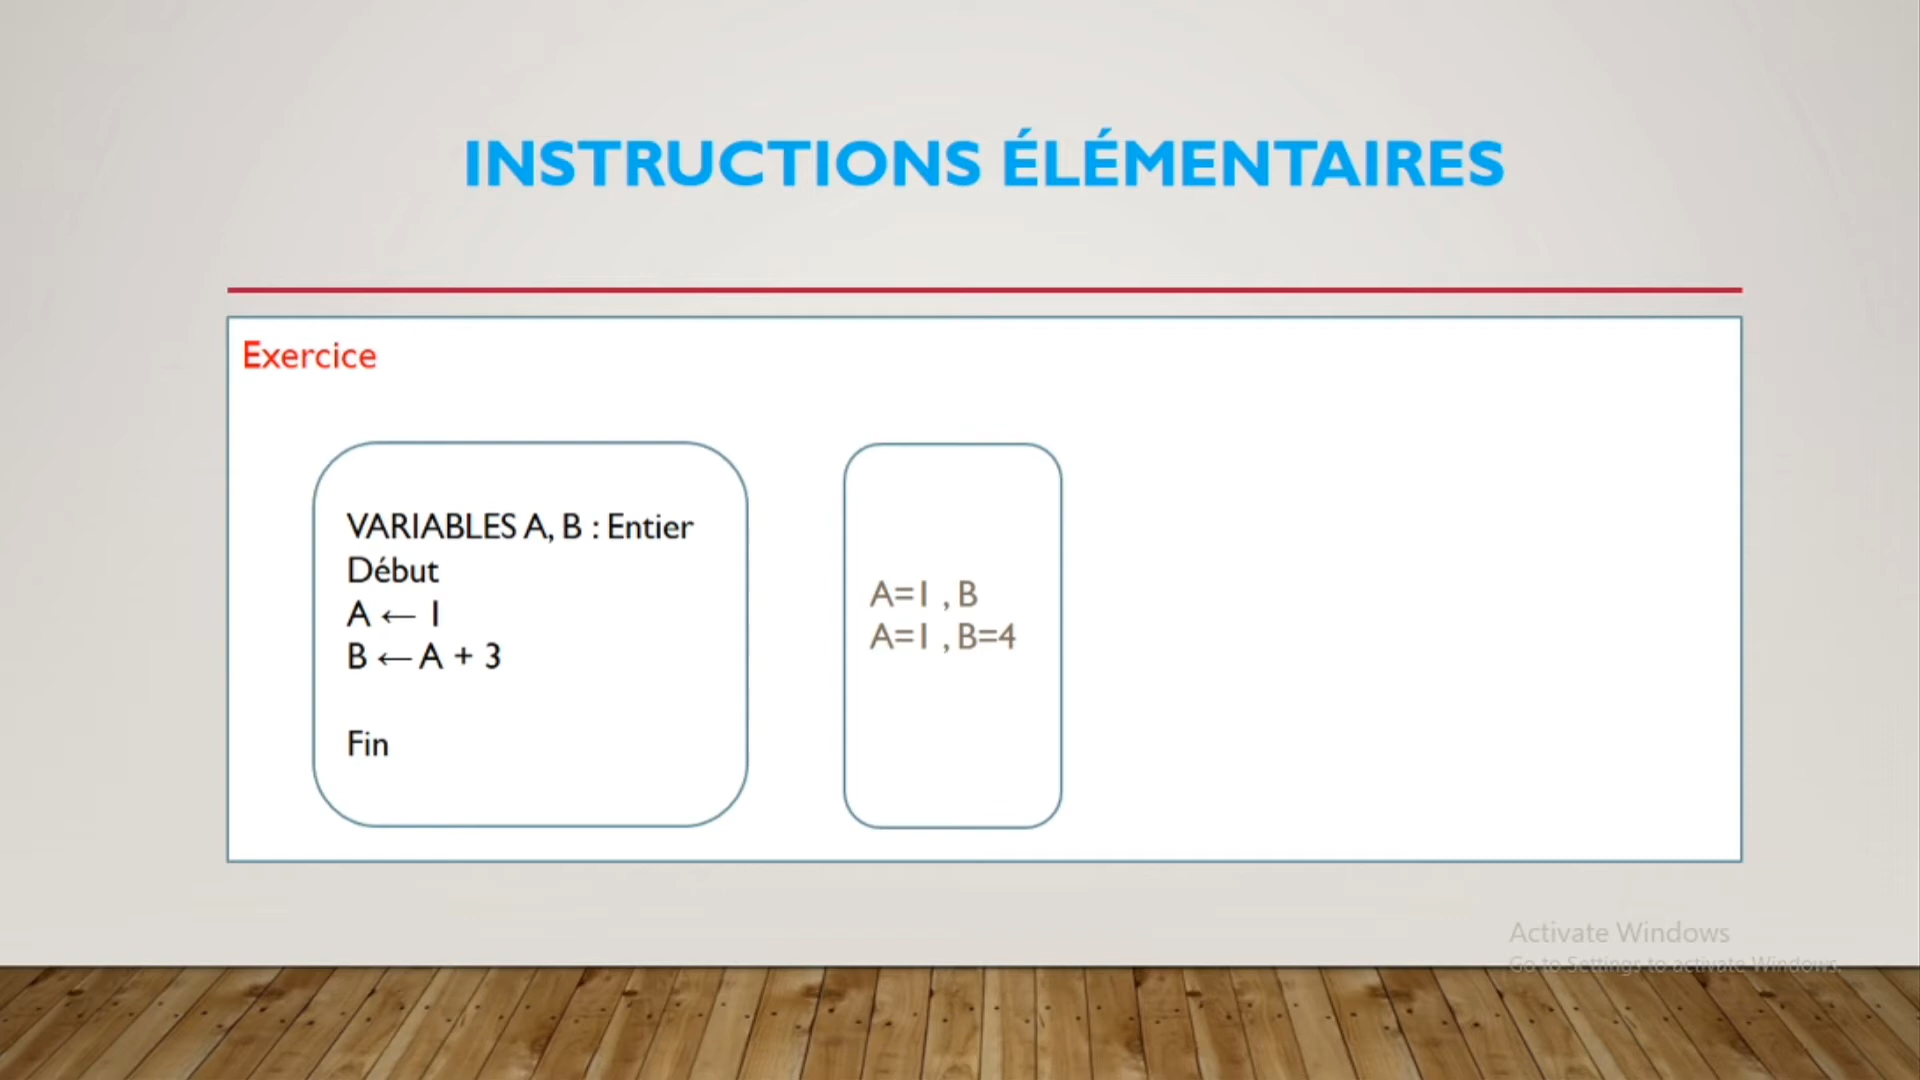 INSTRUCTIONS ÉLÉMENTAIRES
Exercice
VARIABLES A, B : Entier
Début
A ← 1
B ← A + 3
Fin
A=1 , B
A=1 , B=4
Activate Windows
Go to Settings to activate Windows.